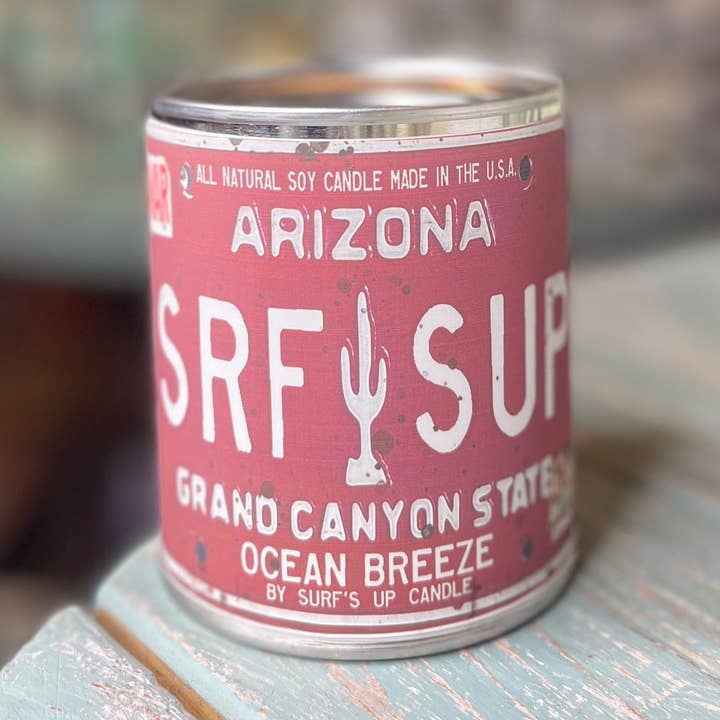 ALL NATURAL SOY CANDLE MADE IN THE U.S.A.
ARIZONA
SRF SUP
GRAND CANYON STATE
OCEAN BREEZE
BY SURF'S UP CANDLE